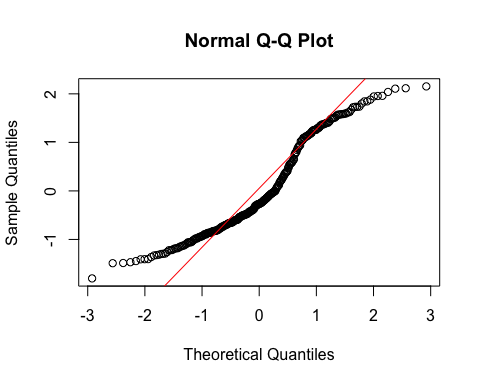 Normal Q-Q Plot
Sample Quantiles
2
1
0
-1
-3 -2 -1 0 1 2 3
Theoretical Quantiles